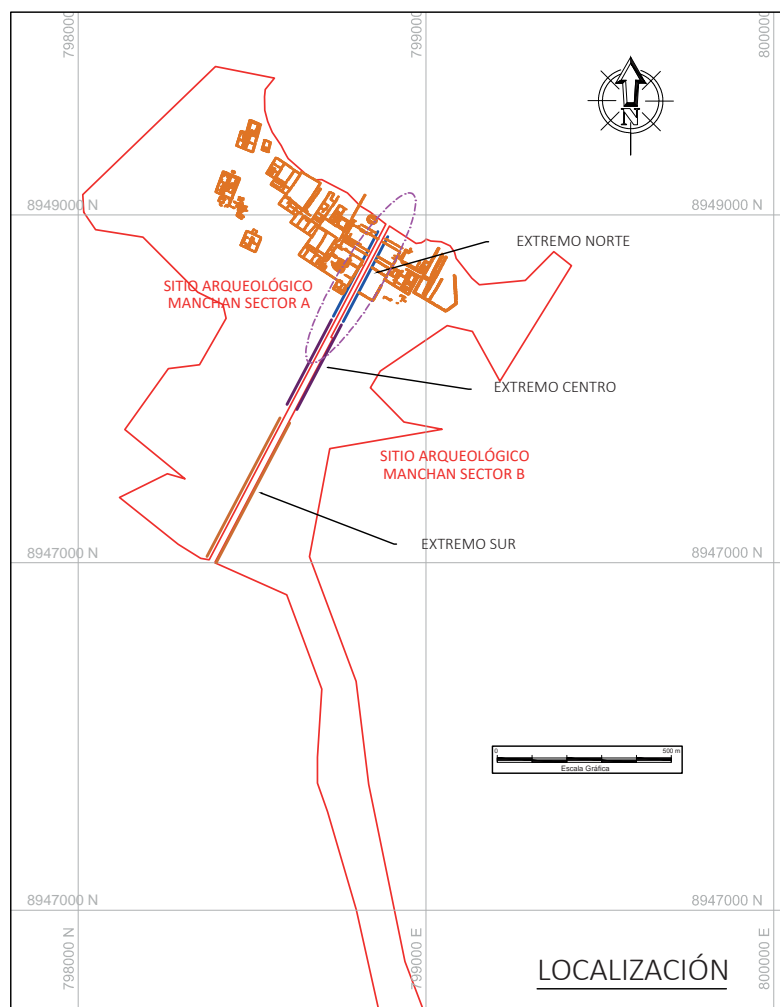 798000
799000
800000
N
8949000 N
8949000 N
EXTREMO NORTE
SITIO ARQUEOLÓGICO
MANCHAN SECTOR A
EXTREMO CENTRO
SITIO ARQUEOLÓGICO
MANCHAN SECTOR B
EXTREMO SUR
8947000 N
8947000 N
0
500 m
Escala Gráfica
8947000 N
8947000 N
798000 N
799000 E
800000 E
LOCALIZACIÓN